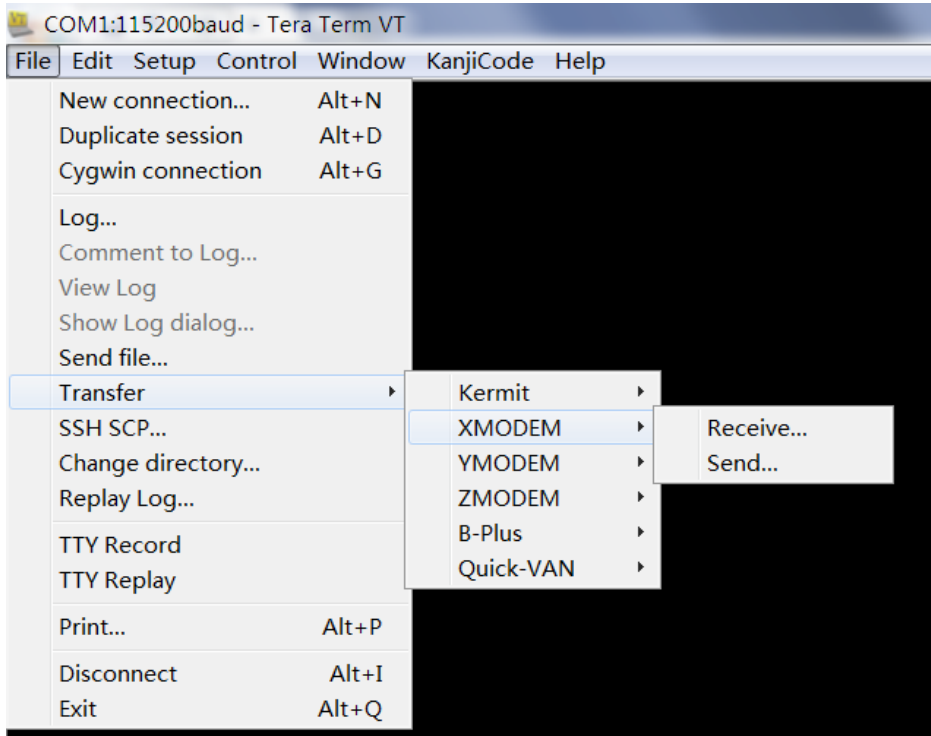 COM1:115200baud - Tera Term VT
File Edit Setup Control Window KanjiCode Help
New connection... Alt+N
Duplicate session Alt+D
Cygwin connection Alt+G
Log...
Comment to Log...
View Log
Show Log dialog...
Send file...
Transfer
SSH SCP...
Change directory...
Replay Log...
TTY Record
TTY Replay
Print... Alt+P
Disconnect Alt+I
Exit Alt+Q
Kermit
XMODEM
YMODEM
ZMODEM
B-Plus
Quick-VAN
Receive...
Send...